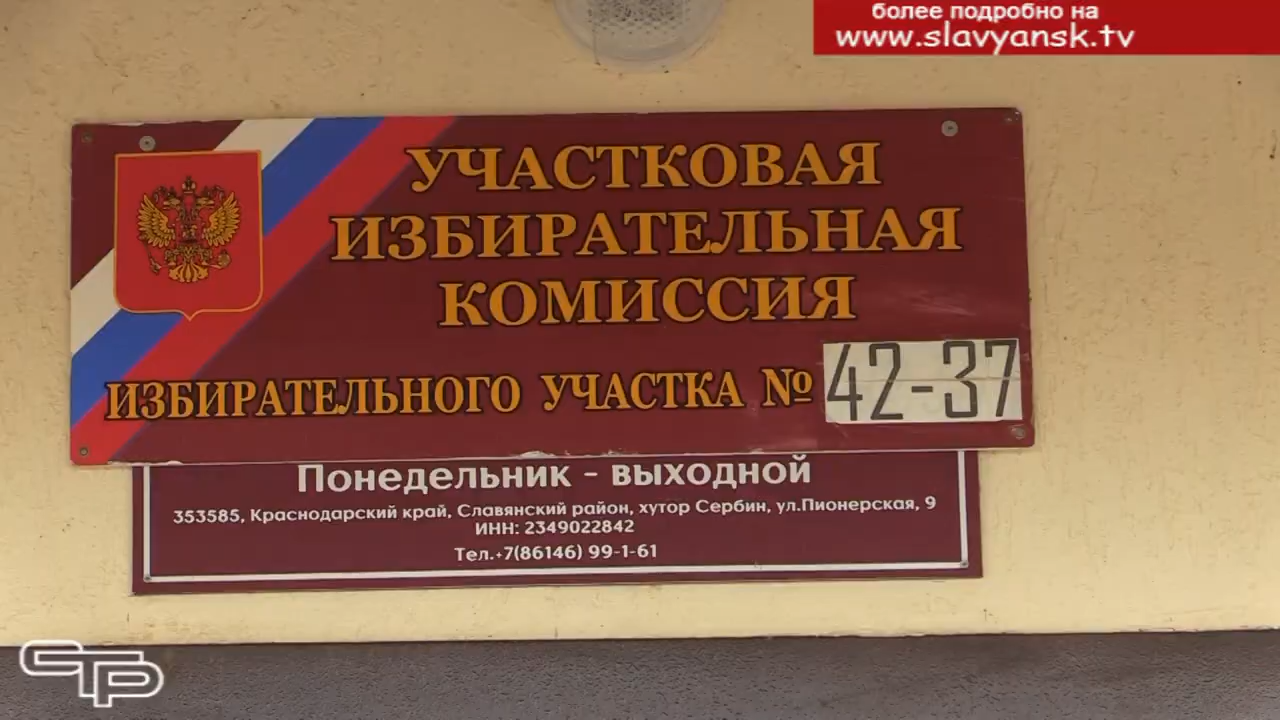 более подробно на
www.slavyansk.tv
УЧАСТКОВАЯ
ИЗБИРАТЕЛЬНАЯ
КОМИССИЯ
ИЗБИРАТЕЛЬНОГО УЧАСТКА № 42-37
Понедельник - выходной
353585, Краснодарский край, Славянский район, хутор Сербин, ул.Пионерская, 9
ИНН: 2349022842
Тел.+7(86146) 99-1-61
СТР